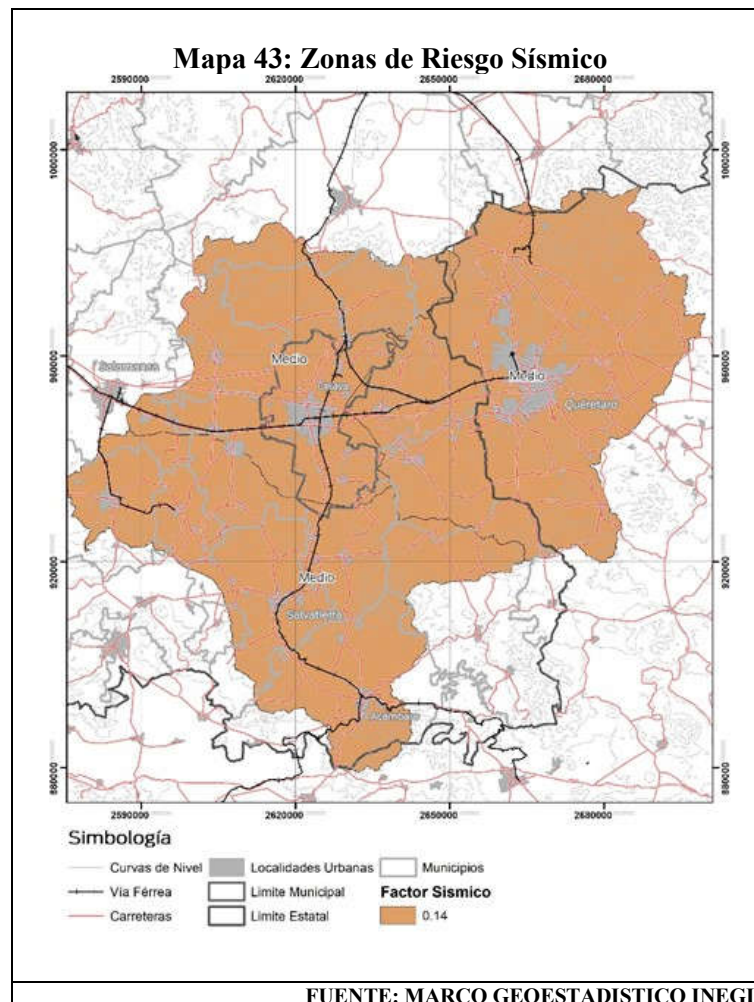 Mapa 43: Zonas de Riesgo Sísmico
2590000 2620000 2650000 2680000
1000000 1000000
Salamanca
Medio
960000 960000
Celaya
Medio
Querétaro
920000 920000
Medio
Salvatierra
Acámbaro
880000 880000
2590000 2620000 2650000 2680000
Simbología
Curvas de Nivel Localidades Urbanas Municipios
Vía Férrea Limite Municipal Factor Sismico
Carreteras Limite Estatal 0.14
FUENTE: MARCO GEOESTADISTICO INEGI